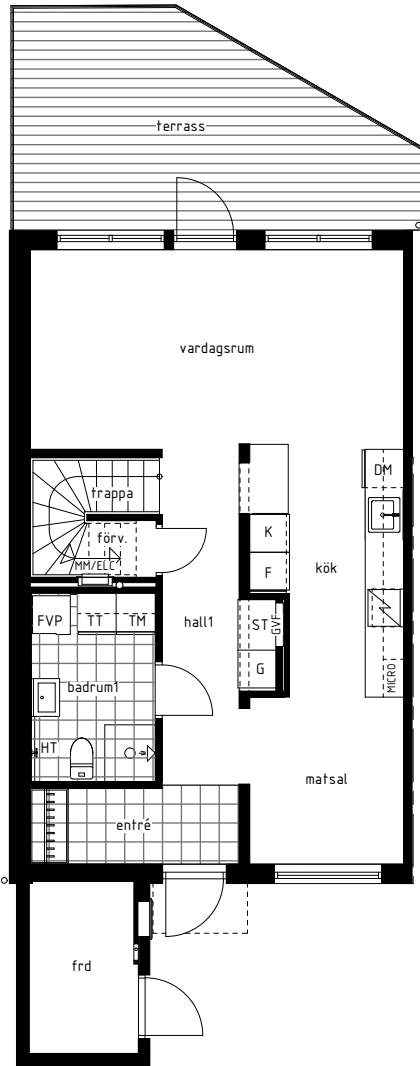 terrass
vardagsrum
DM
trappa
K
förv.
F
kök
MM/ELC
FVP
TT
TM
hall1
ST
GVF
G
MICRO
badrum1
HT
matsal
entré
frd